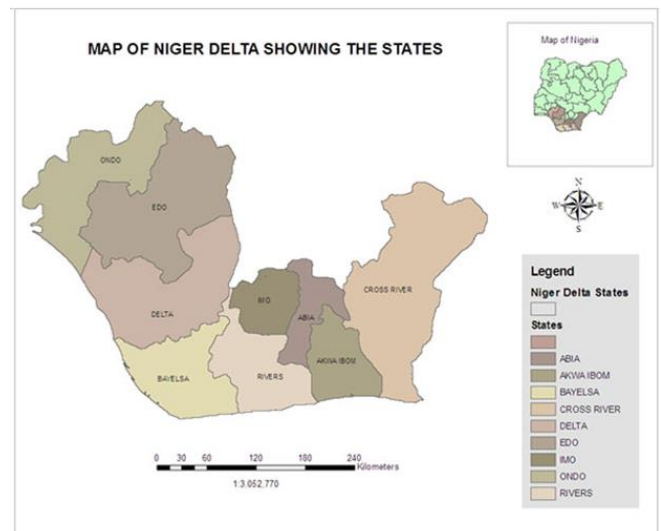 MAP OF NIGER DELTA SHOWING THE STATES
Map of Nigeria
ONDO
EDO
DELTA
IMO
ABIA
CROSS RIVER
BAYELSA
RIVERS
AKWA IBOM
N
W E
S
Legend
Niger Delta States
States
ABIA
AKWA IBOM
BAYELSA
CROSS RIVER
DELTA
EDO
IMO
ONDO
RIVERS
0 15 30 60 120 180 240
Kilometers
1:3.052.770